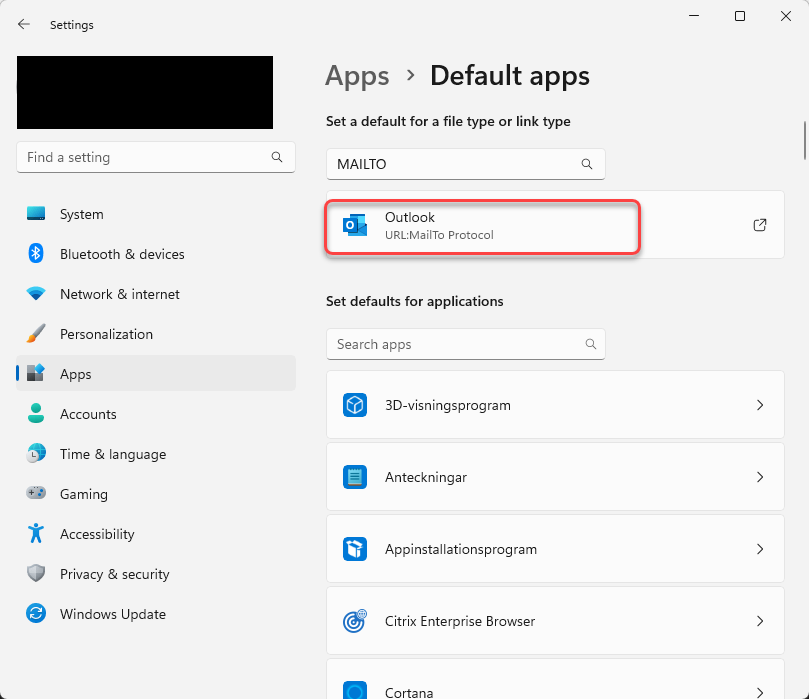 Settings
Apps > Default apps
Set a default for a file type or link type
Find a setting
MAILTO
Outlook
URL:MailTo Protocol
System
Bluetooth & devices
Network & internet
Personalization
Apps
Accounts
Time & language
Gaming
Accessibility
Privacy & security
Windows Update
Set defaults for applications
Search apps
3D-visningsprogram
Anteckningar
Appinstallationsprogram
Citrix Enterprise Browser
Cortana